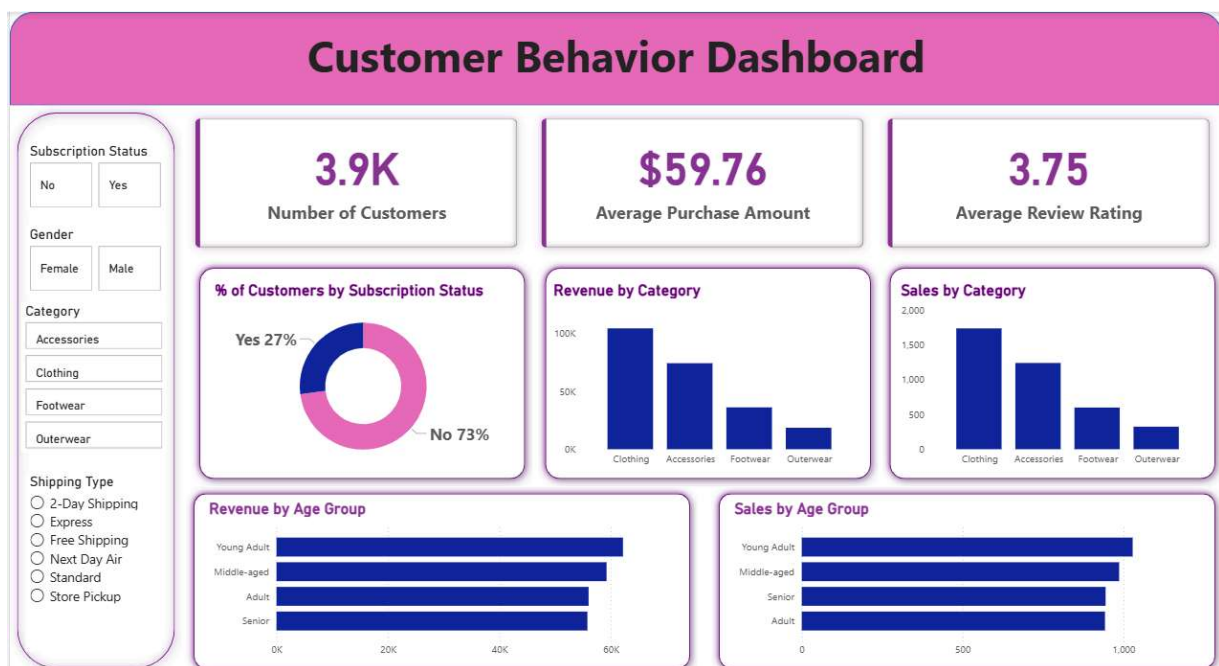 Customer Behavior Dashboard
Subscription Status
No Yes
Gender
Female Male
Category
Accessories
Clothing
Footwear
Outerwear
Shipping Type
2-Day Shipping
Express
Free Shipping
Next Day Air
Standard
Store Pickup
3.9K
Number of Customers
$59.76
Average Purchase Amount
3.75
Average Review Rating
% of Customers by Subscription Status
Yes 27%
No 73%
Revenue by Category
100K
50K
0K
Clothing Accessories Footwear Outerwear
Sales by Category
2,000
1,500
1,000
500
0
Clothing Accessories Footwear Outerwear
Revenue by Age Group
Young Adult
Middle-aged
Adult
Senior
0K 20K 40K 60K
Sales by Age Group
Young Adult
Middle-aged
Senior
Adult
0 500 1,000